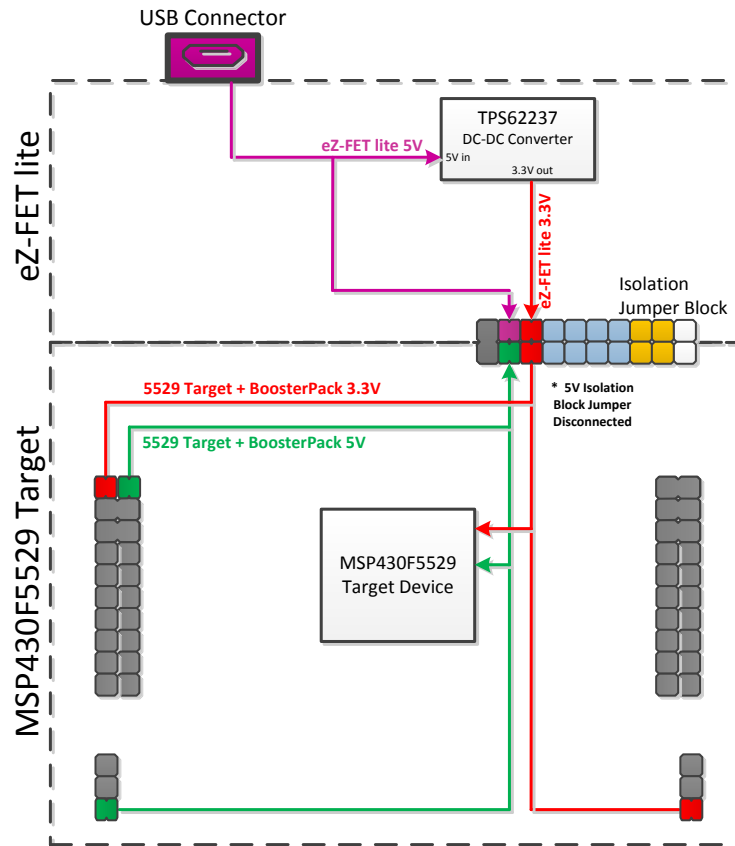 USB Connector
eZ-FET lite
TPS62237
DC-DC Converter
eZ-FET lite 5V
5V in
3.3V out
eZ-FET lite 3.3V
Isolation
Jumper Block
MSP430F5529 Target
5529 Target + BoosterPack 3.3V
* 5V Isolation
Block Jumper
Disconnected
5529 Target + BoosterPack 5V
MSP430F5529
Target Device